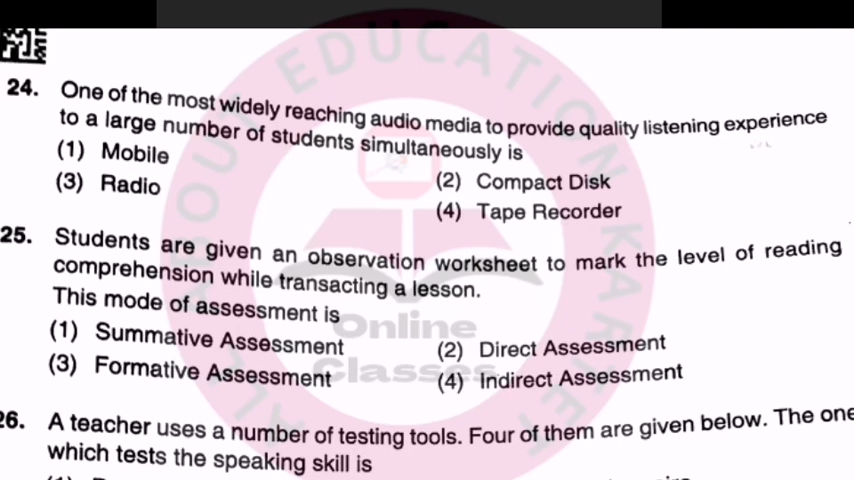 24. One of the most widely reaching audio media to provide quality listening experience
to a large number of students simultaneously is
(1) Mobile
(2) Compact Disk
(3) Radio
(4) Tape Recorder
25. Students are given an observation worksheet to mark the level of reading
comprehension while transacting a lesson.
This mode of assessment is
(1) Summative Assessment
(2) Direct Assessment
(3) Formative Assessment
(4) Indirect Assessment
26. A teacher uses a number of testing tools. Four of them are given below. The one
which tests the speaking skill is
(1)
ALL ABOUT EDUCATION KARKET
Online
Classes